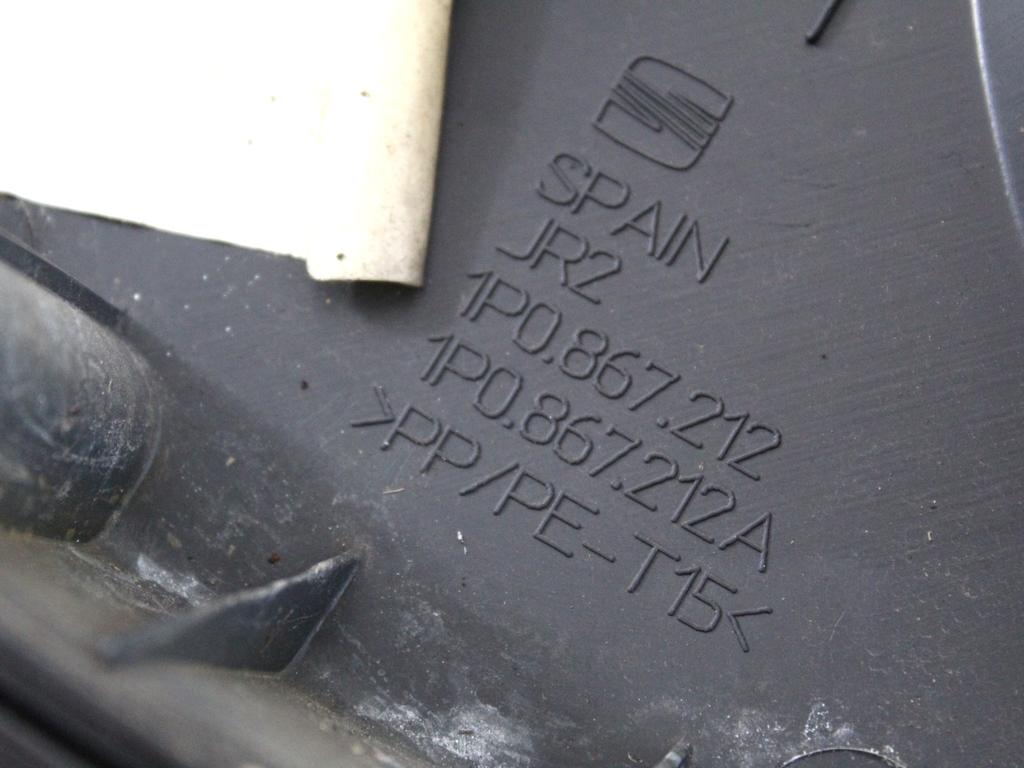 SPAIN
JR2
1P0.867.212
1P0.867.212A
>PP/PE-T15<